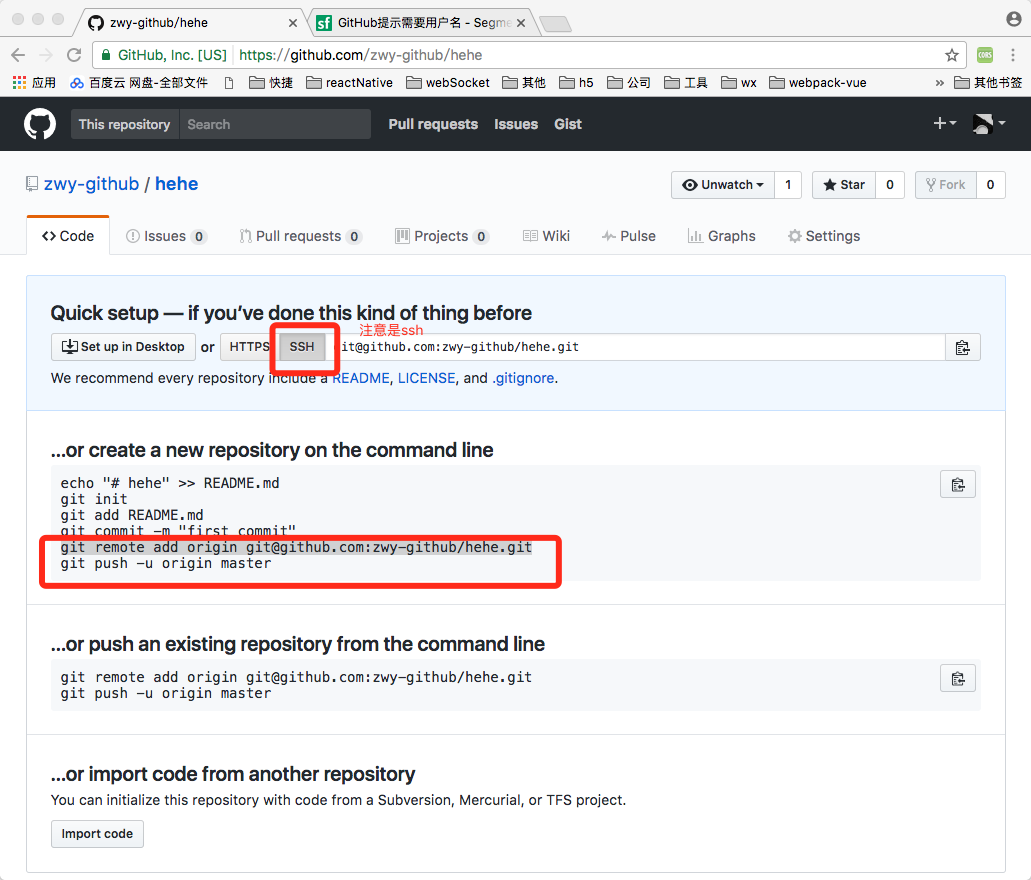 zwy-github/hehe
GitHub提示需要用户名 - Segme
GitHub, Inc. [US] https://github.com/zwy-github/hehe
应用 百度云 网盘-全部文件 快捷 reactNative webSocket 其他 h5 公司 工具 wx webpack-vue » 其他书签
This repository Search Pull requests Issues Gist
zwy-github / hehe
Unwatch 1 Star 0 Fork 0
Code Issues 0 Pull requests 0 Projects 0 Wiki Pulse Graphs Settings
Quick setup — if you've done this kind of thing before
注意是ssh
Set up in Desktop or HTTPS SSH it@github.com:zwy-github/hehe.git
We recommend every repository include a README, LICENSE, and .gitignore.
...or create a new repository on the command line
echo "# hehe" >> README.md
git init
git add README.md
git commit -m "first commit"
git remote add origin git@github.com:zwy-github/hehe.git
git push -u origin master
...or push an existing repository from the command line
git remote add origin git@github.com:zwy-github/hehe.git
git push -u origin master
...or import code from another repository
You can initialize this repository with code from a Subversion, Mercurial, or TFS project.
Import code